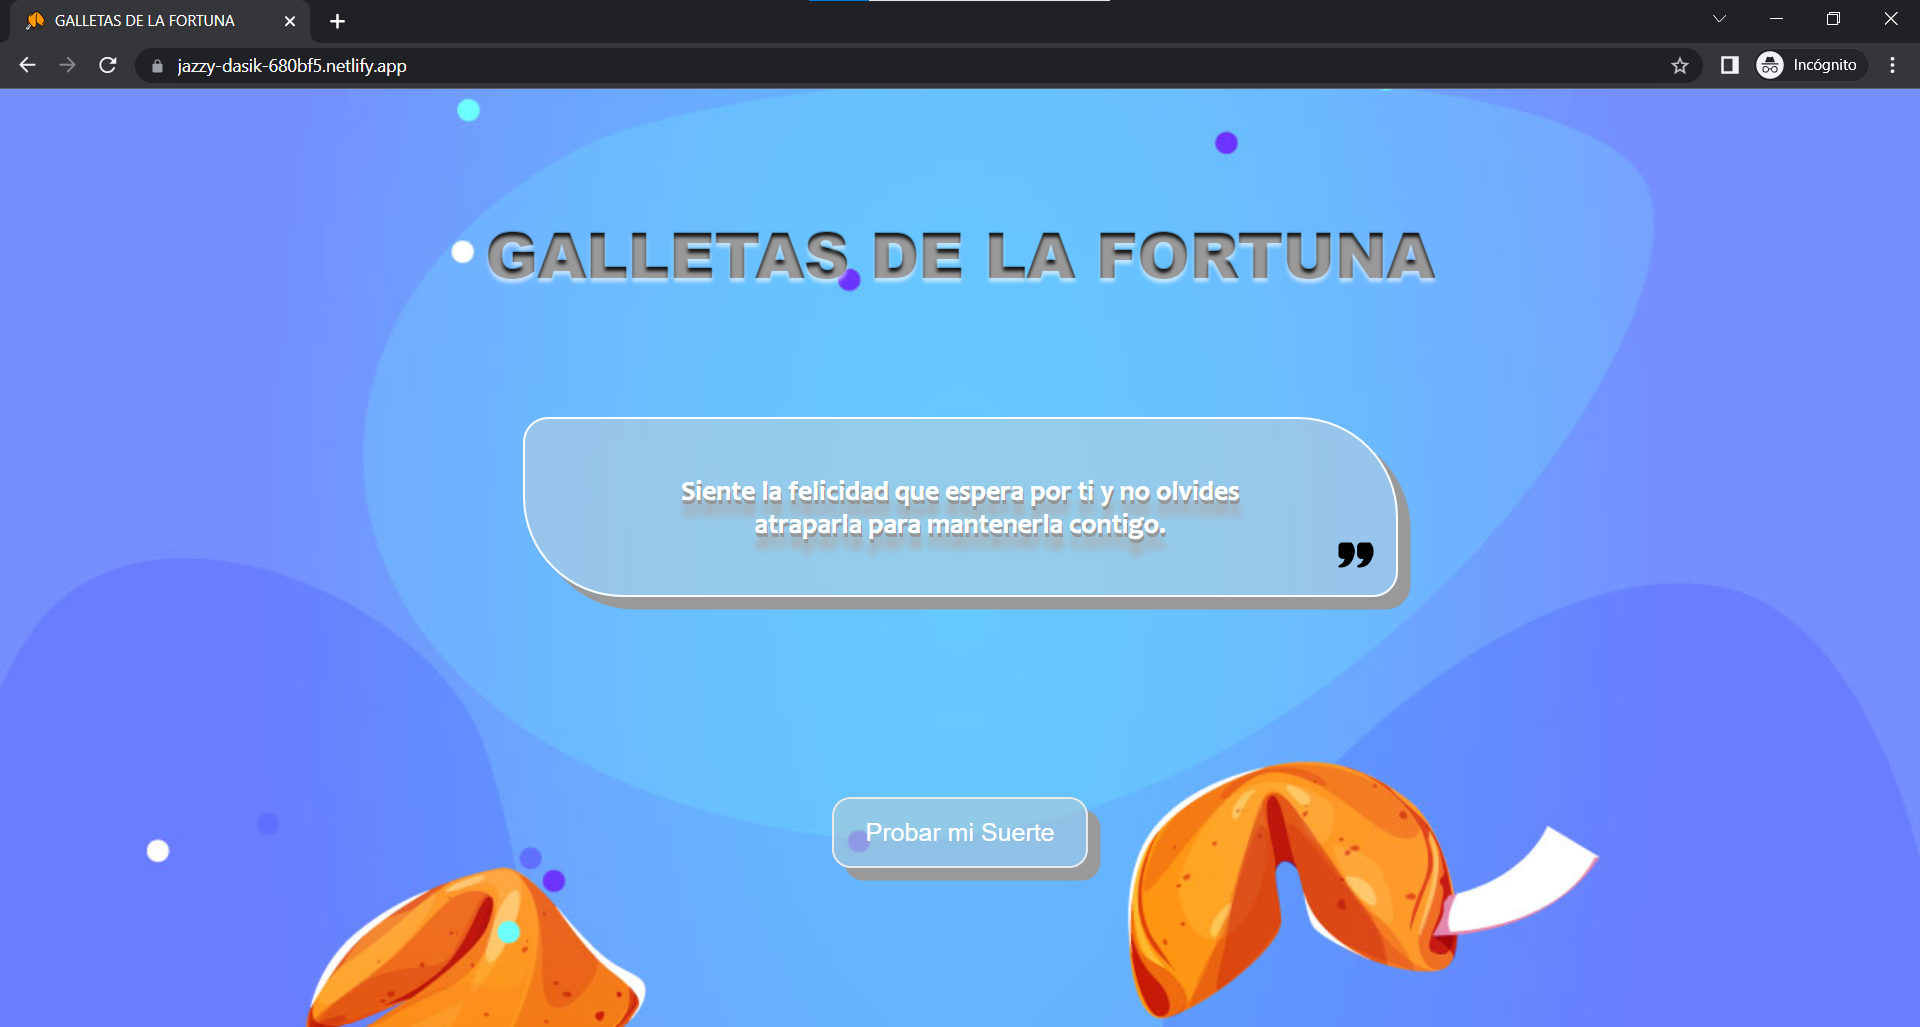 GALLETAS DE LA FORTUNA
jazzy-dasik-680bf5.netlify.app
Incógnito
GALLETAS DE LA FORTUNA
Siente la felicidad que espera por ti y no olvides
atraparla para mantenerla contigo.
”
Probar mi Suerte